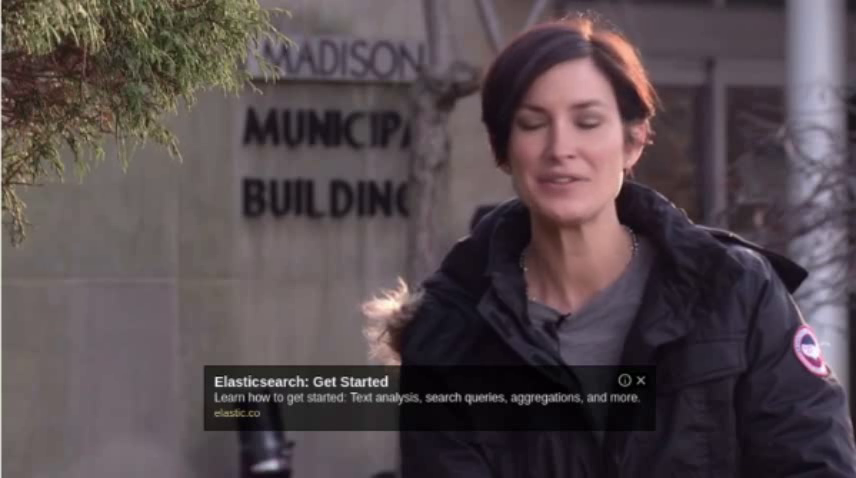 MADISON
MUNICIPA
BUILDING
Elasticsearch: Get Started
Learn how to get started: Text analysis, search queries, aggregations, and more.
elastic.co